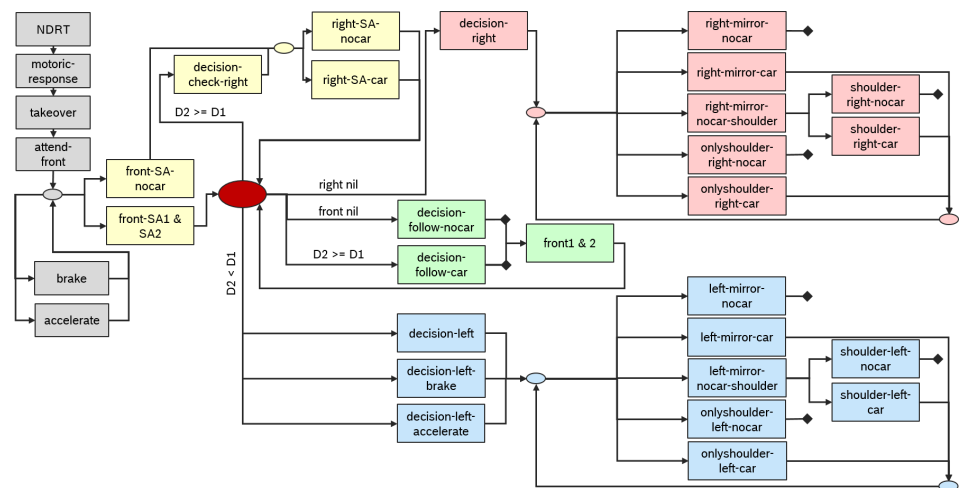 NDRT
motoric-
response
takeover
attend-
front
brake
accelerate
front-SA-
nocar
front-SA1 &
SA2
decision-
check-right
D2 >= D1
right-SA-
nocar
right-SA-car
decision-
right
right nil
front nil
D2 >= D1
D2 < D1
decision-
follow-nocar
decision-
follow-car
front1 & 2
decision-left
decision-left-
brake
decision-left-
accelerate
right-mirror-
nocar
right-mirror-car
right-mirror-
nocar-shoulder
onlyshoulder-
right-nocar
onlyshoulder-
right-car
shoulder-
right-nocar
shoulder-
right-car
left-mirror-
nocar
left-mirror-car
left-mirror-
nocar-shoulder
onlyshoulder-
left-nocar
onlyshoulder-
left-car
shoulder-left-
nocar
shoulder-left-
car